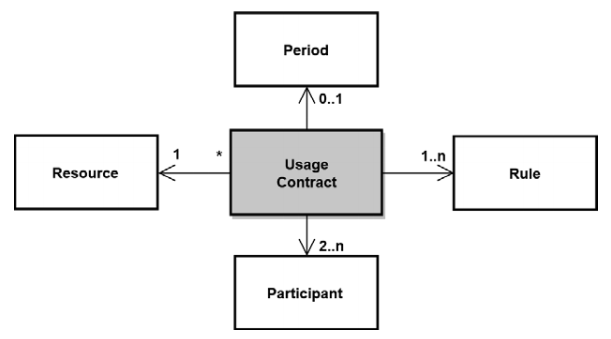 Period
0..1
Resource
1
*
Usage
Contract
1..n
Rule
2..n
Participant